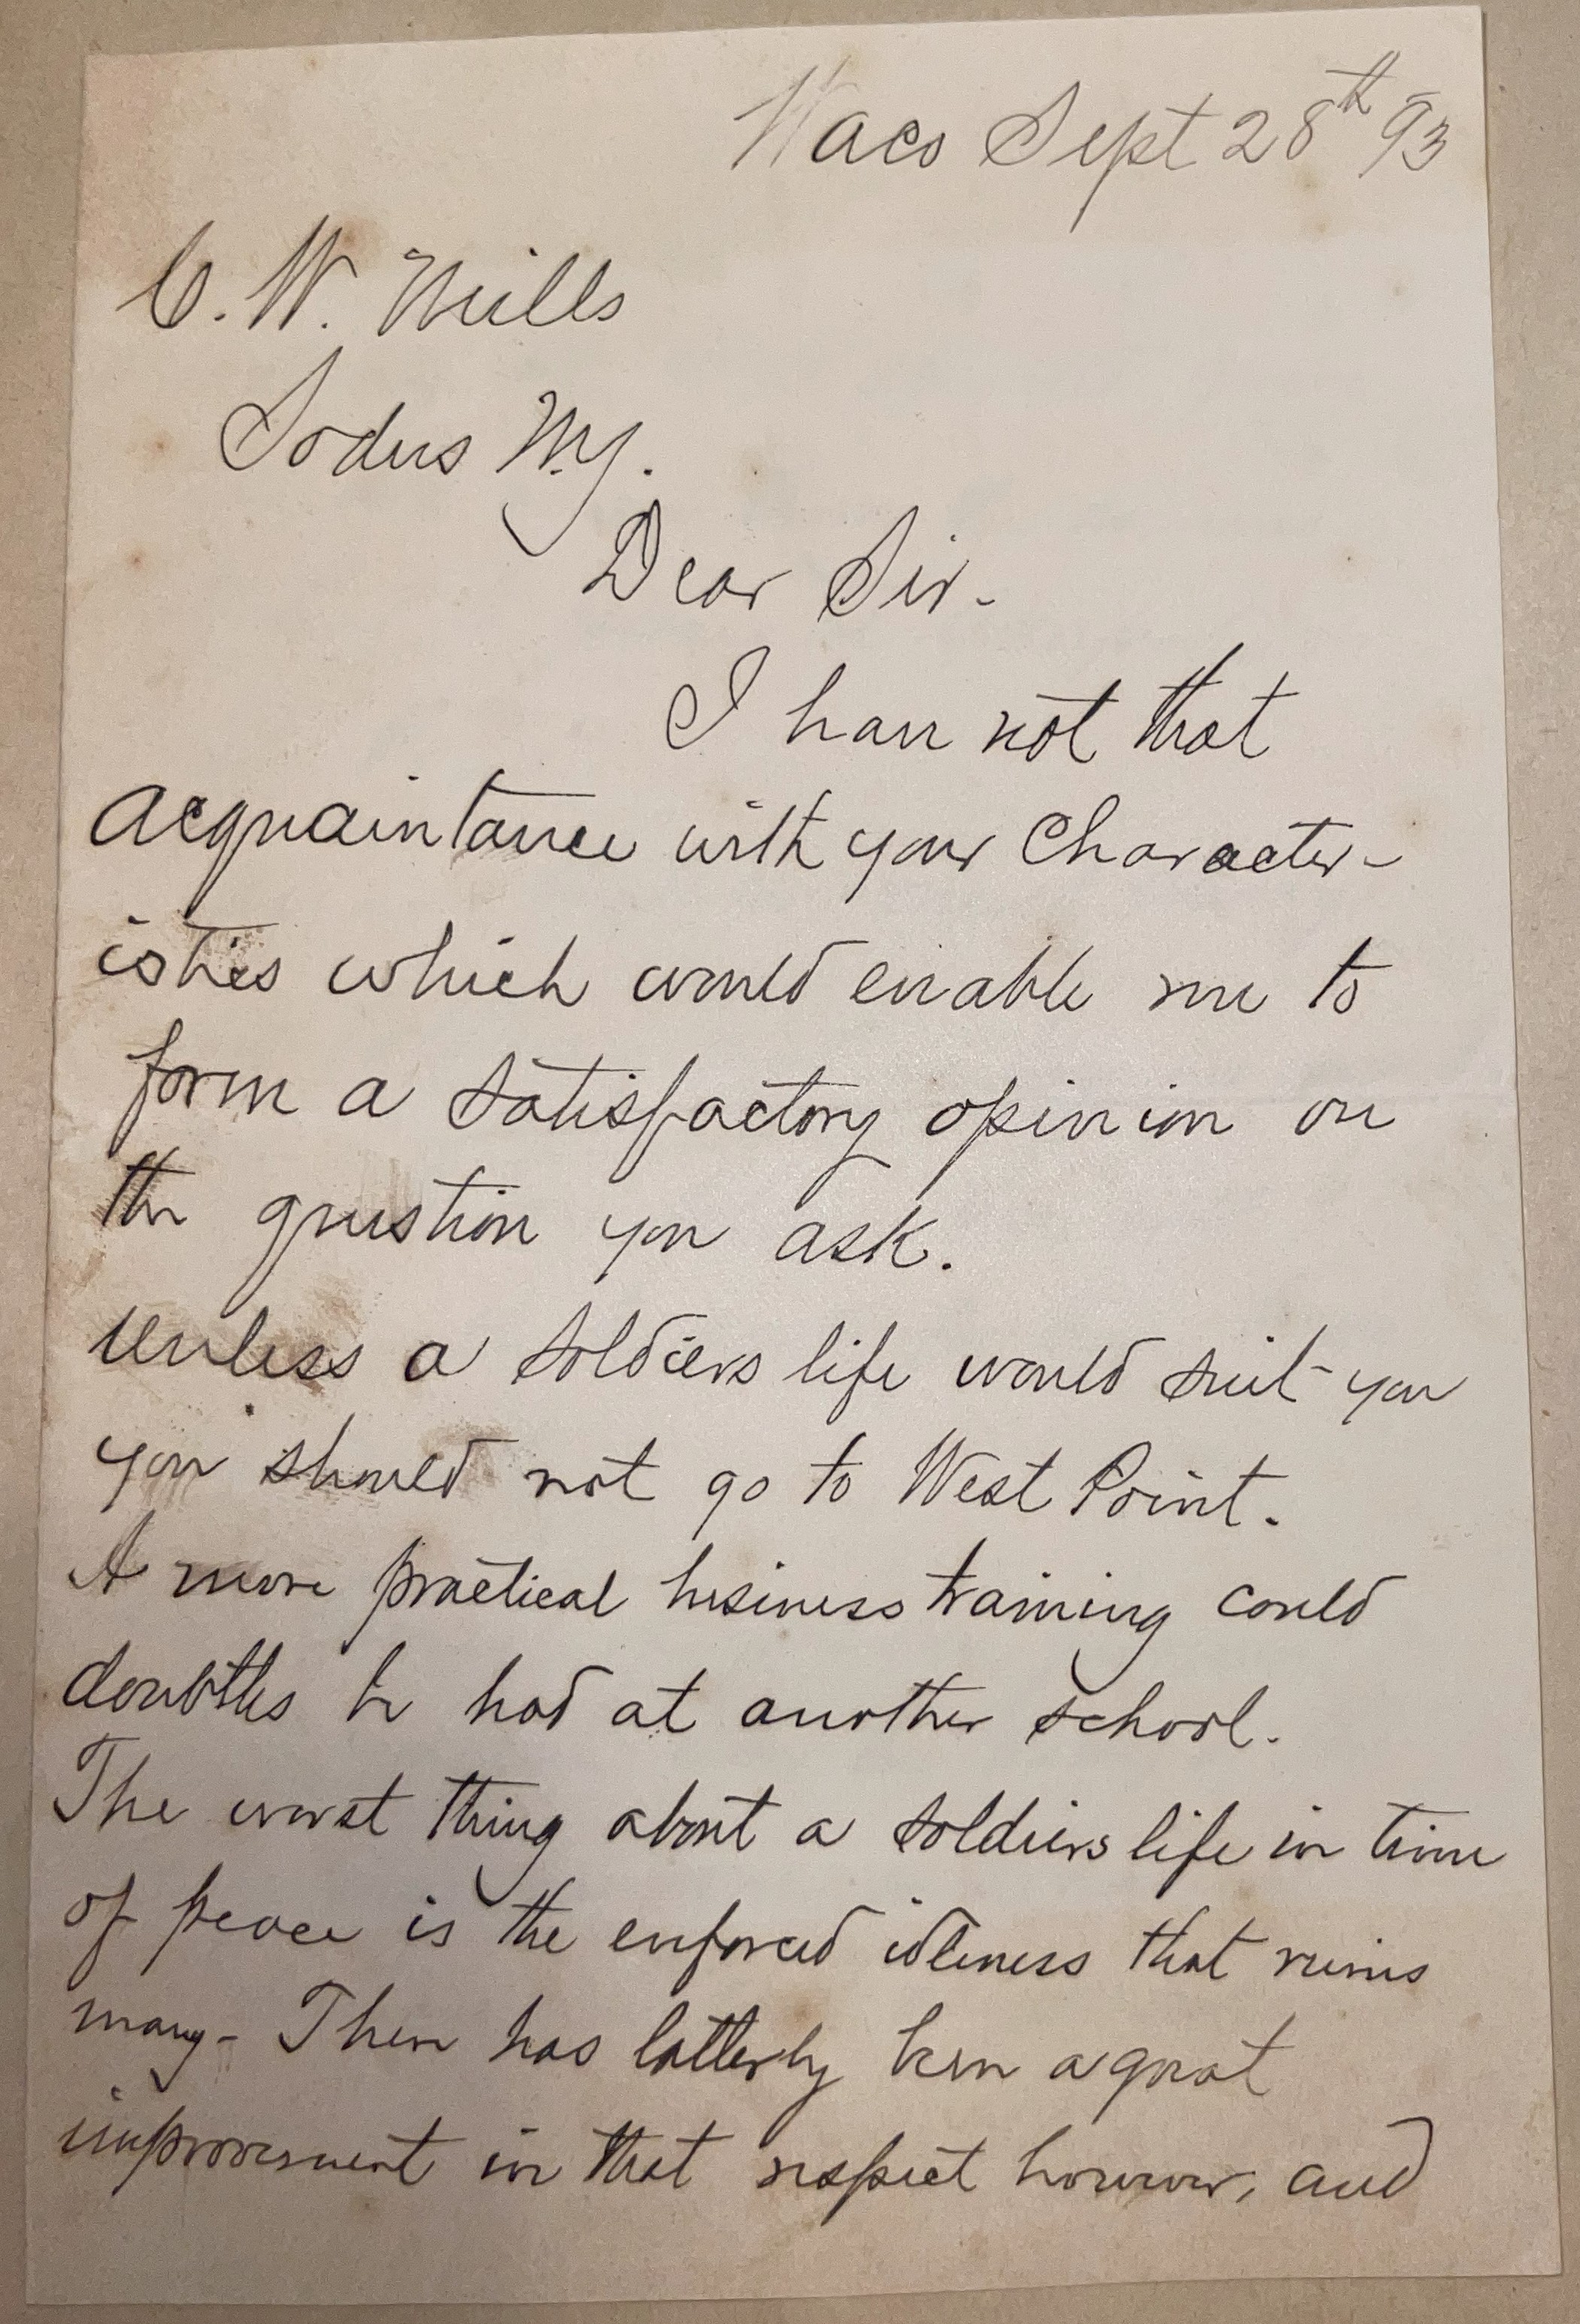 Waco Sept 28th 93
C. W. Mills
Sodus N.Y.
Dear Sir -
I have not that
acquaintance with your Character-
istics which would enable me to
form a satisfactory opinion on
the question you ask.
Unless a soldiers life would suit you
you should not go to West Point.
A more practical business training could
doubtles be had at another school.
The worst thing about a soldiers life in time
of peace is the enforced idleness that ruins
many - There has latterly been a great
improvement in that respect however, and